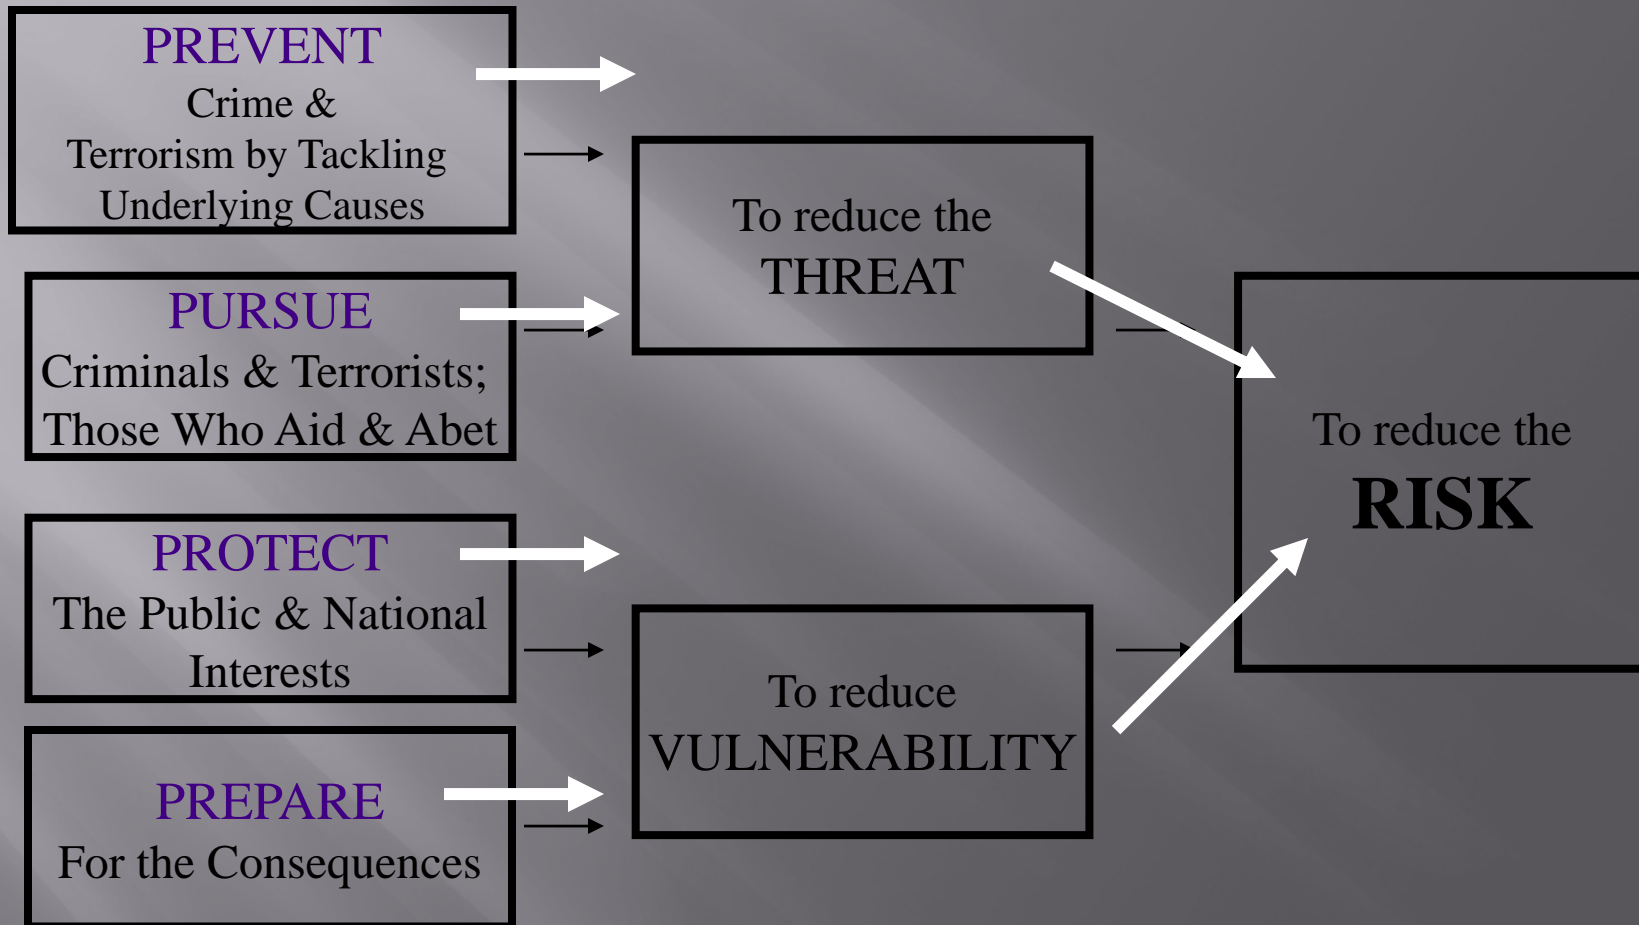 PREVENT
Crime &
Terrorism by Tackling
Underlying Causes
PURSUE
Criminals & Terrorists;
Those Who Aid & Abet
PROTECT
The Public & National
Interests
PREPARE
For the Consequences
To reduce the
THREAT
To reduce
VULNERABILITY
To reduce the
RISK